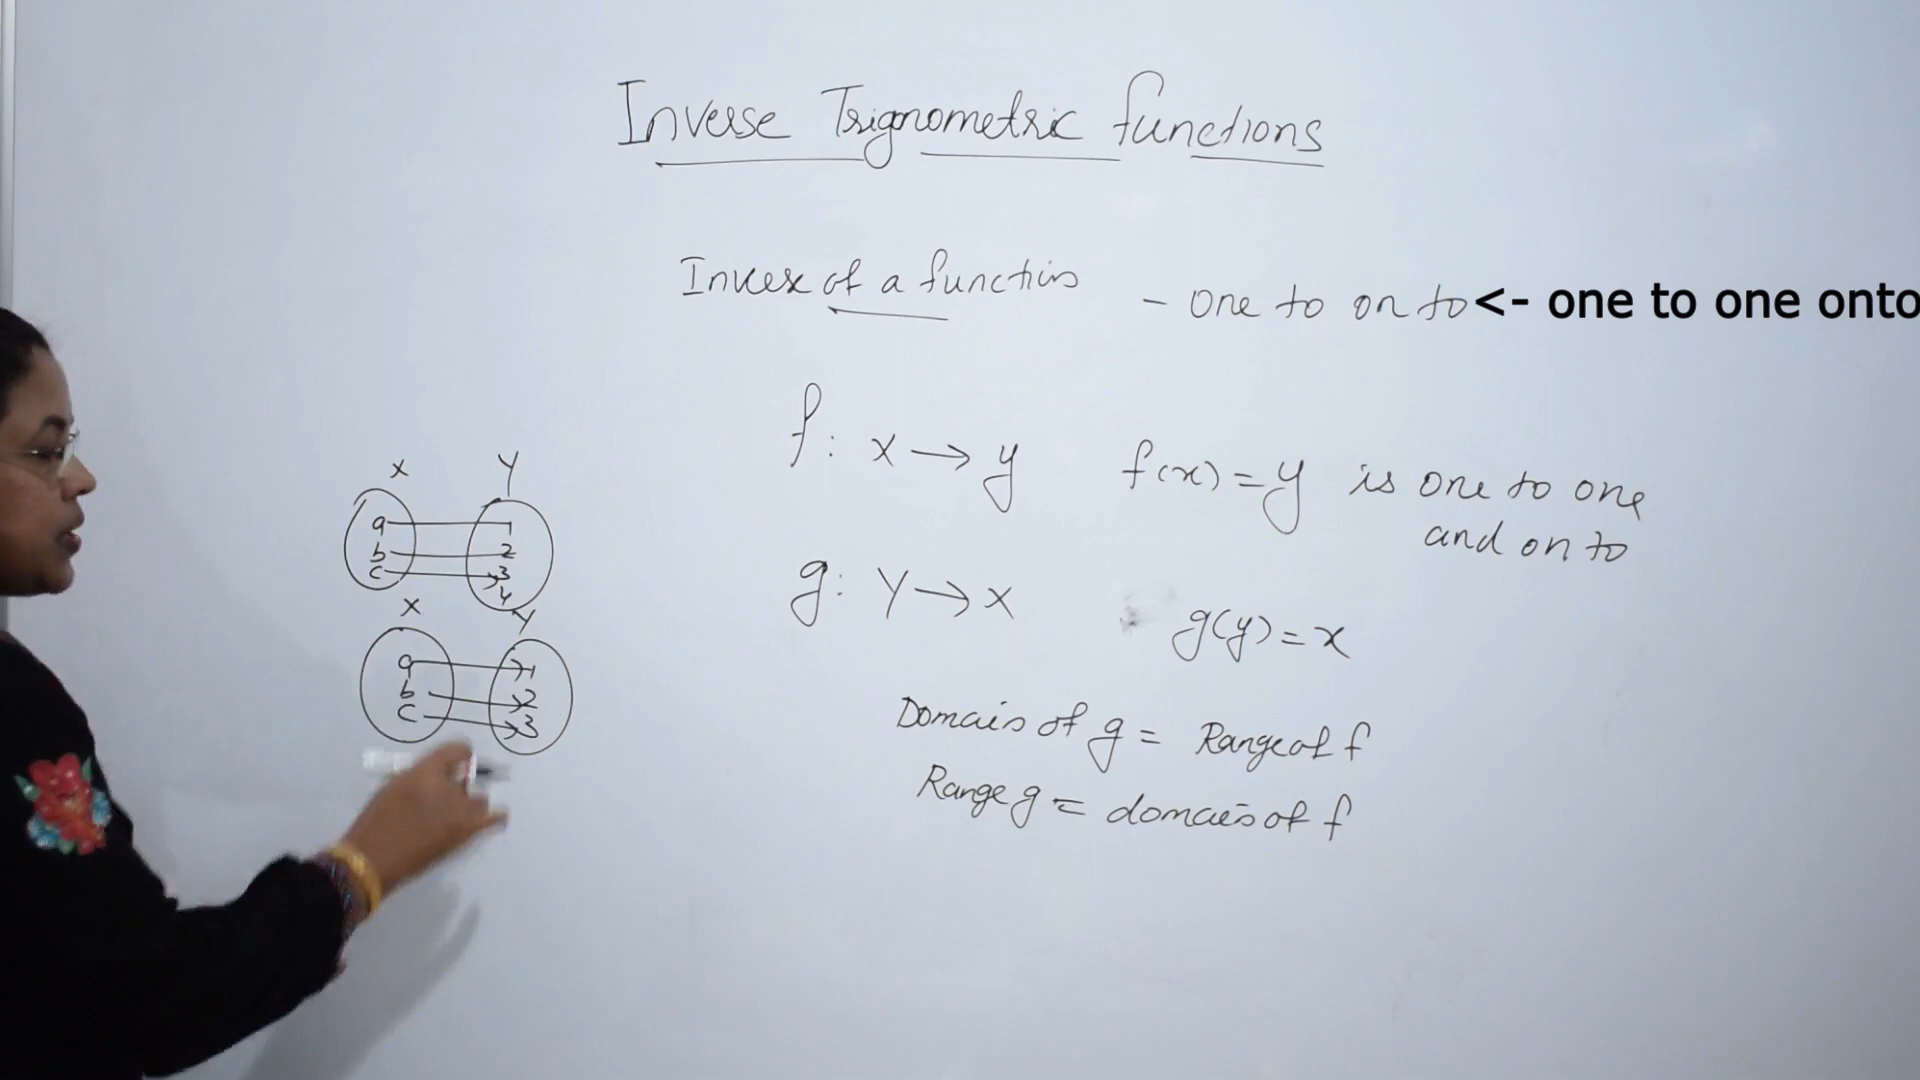 Inverse Trignometric functions
Inverse of a function - one to on to <- one to one onto
f: x → y f(x) = y is one to one
and on to
g: Y → x g(y) = x
Domain of g = Range of f
Range g = domain of f
x Y
a 1
b 2
c 3
4
x Y
a 1
b 2
c 3